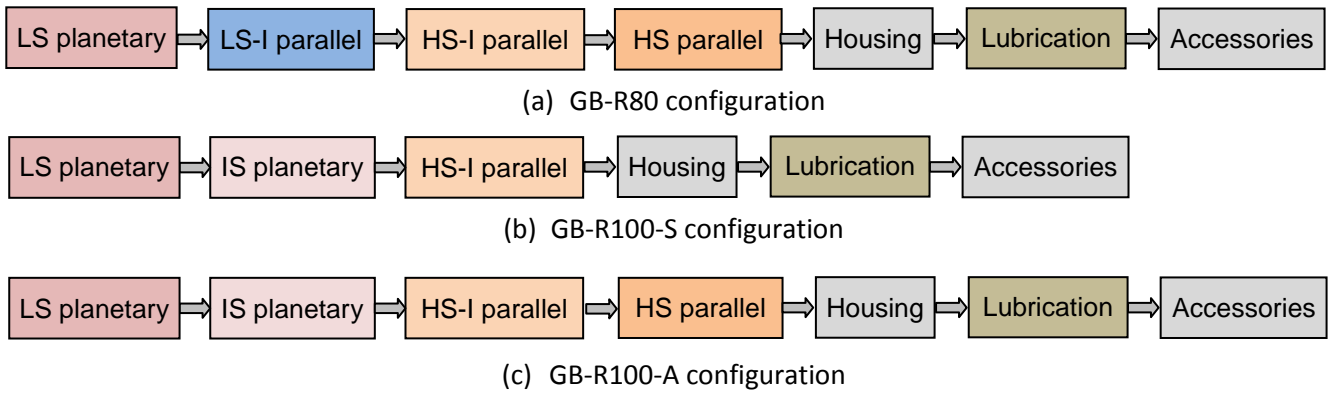 LS planetary LS-I parallel HS-I parallel HS parallel Housing Lubrication Accessories
(a) GB-R80 configuration
LS planetary IS planetary HS-I parallel Housing Lubrication Accessories
(b) GB-R100-S configuration
LS planetary IS planetary HS-I parallel HS parallel Housing Lubrication Accessories
(c) GB-R100-A configuration